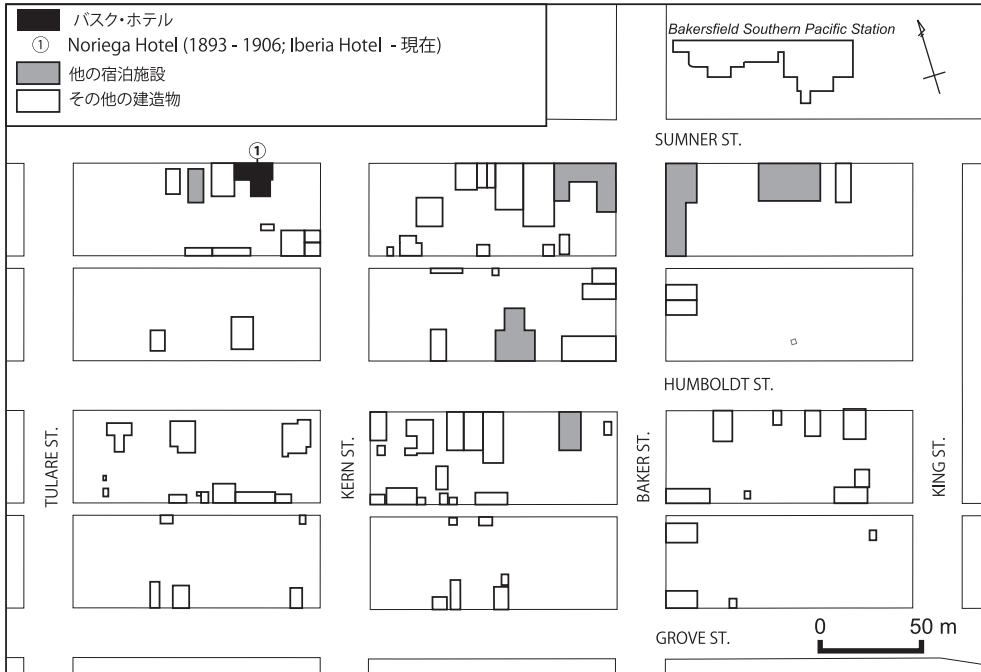 バスク・ホテル
① Noriega Hotel (1893 - 1906; Iberia Hotel - 現在)
他の宿泊施設
その他の建造物
Bakersfield Southern Pacific Station
SUMNER ST.
①
HUMBOLDT ST.
TULARE ST.
KERN ST.
BAKER ST.
KING ST.
GROVE ST.
0 50 m